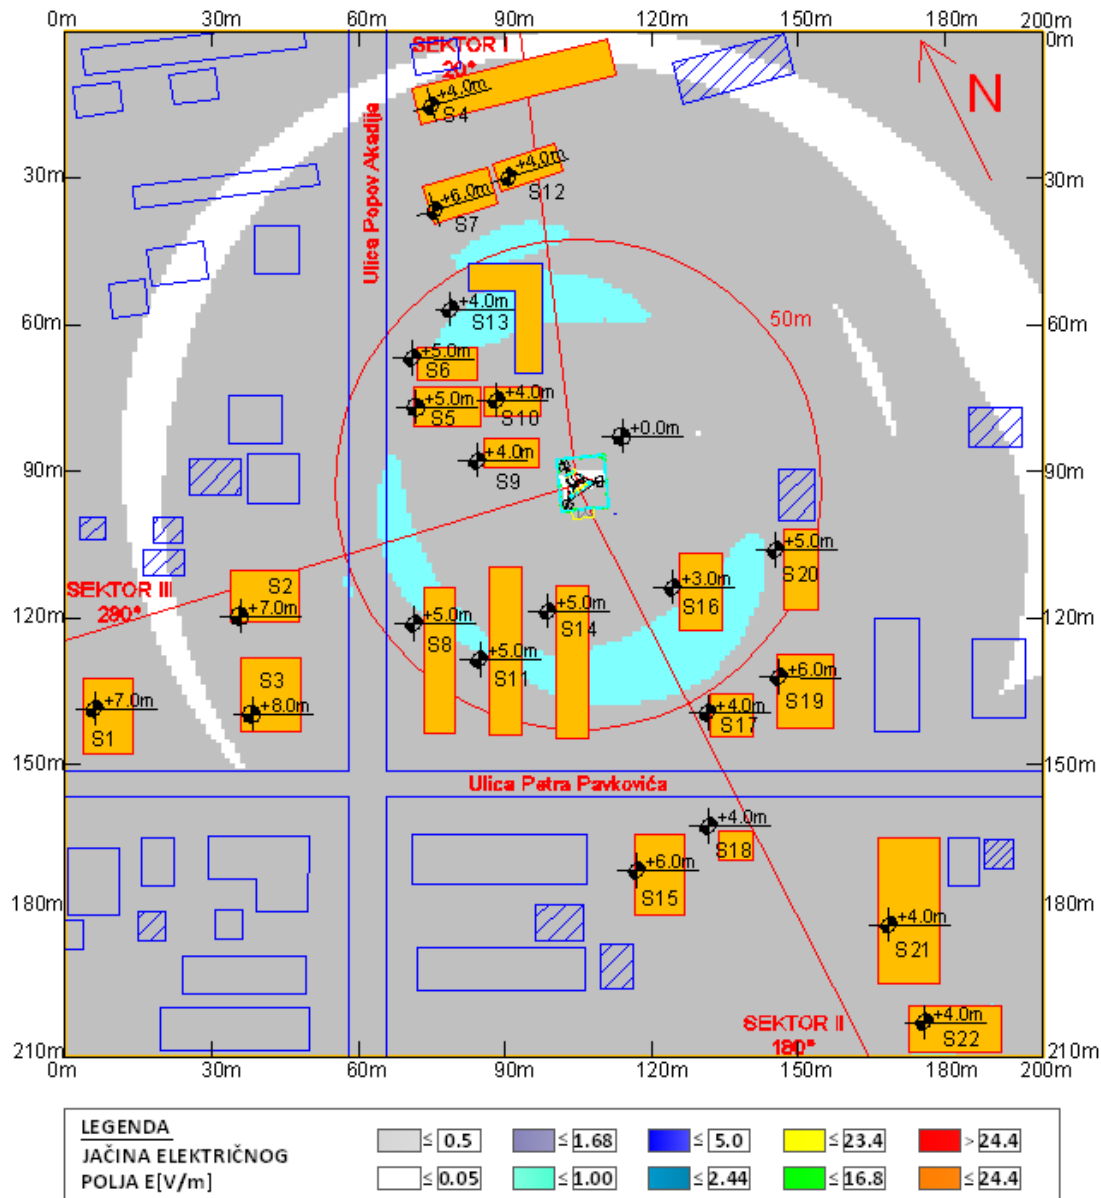 0m 30m 60m 90m 120m 150m 180m 200m
0m
SEKTOR I
20°
+4.0m
S4
N
Ulica Popov Akadija
30m 30m
+4.0m
S12
+6.0m
S7
+4.0m
S13
50m
60m 60m
+5.0m
S6
+5.0m
S5
+4.0m
S10
+0.0m
+4.0m
S9
90m 90m
+5.0m
S20
SEKTOR III
280°
S2
+7.0m
+3.0m
S16
120m 120m
+5.0m
S8
+5.0m
S14
+5.0m
S11
S3
+8.0m
+7.0m
S1
+6.0m
S19
+4.0m
S17
150m 150m
Ulica Petra Pavkovića
+4.0m
S18
+6.0m
S15
180m 180m
+4.0m
S21
SEKTOR II
180°
+4.0m
S22
210m 210m
0m 30m 60m 90m 120m 150m 180m 200m
LEGENDA
JAČINA ELEKTRIČNOG
POLJA E[V/m]
≤ 0.5 ≤ 1.68 ≤ 5.0 ≤ 23.4 > 24.4
≤ 0.05 ≤ 1.00 ≤ 2.44 ≤ 16.8 ≤ 24.4